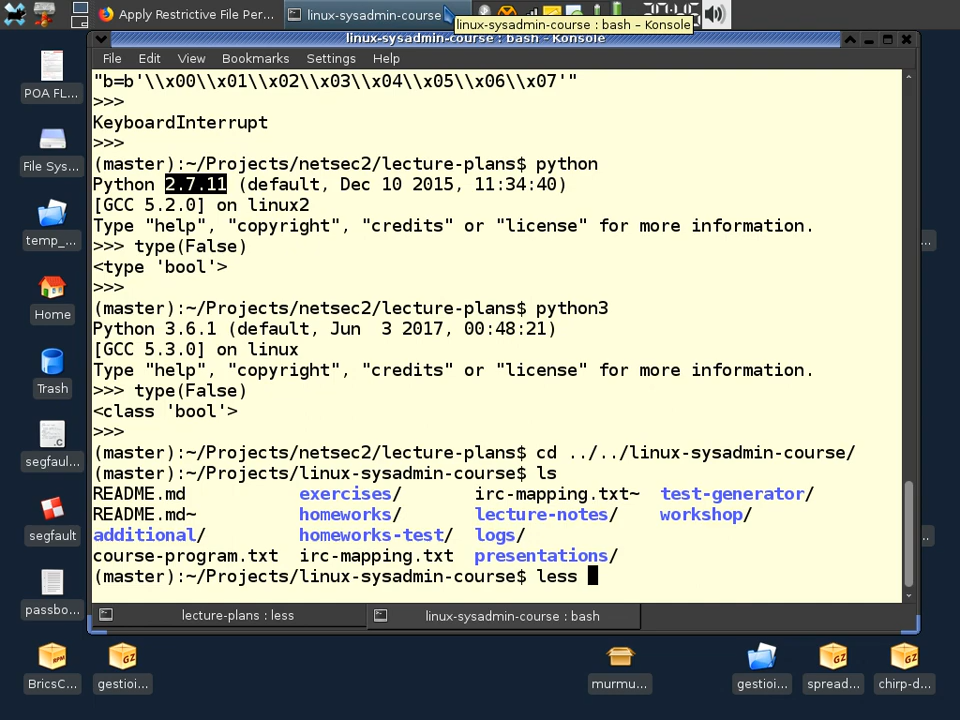 Apply Restrictive File Per...
linux-sysadmin-course
linux-sysadmin-course : bash – Konsole
linux-sysadmin-course : bash – Konsole
File Edit View Bookmarks Settings Help
"b=b'\\x00\\x01\\x02\\x03\\x04\\x05\\x06\\x07'"
>>>
KeyboardInterrupt
>>>
(master):~/Projects/netsec2/lecture-plans$ python
Python 2.7.11 (default, Dec 10 2015, 11:34:40)
[GCC 5.2.0] on linux2
Type "help", "copyright", "credits" or "license" for more information.
>>> type(False)
<type 'bool'>
>>>
(master):~/Projects/netsec2/lecture-plans$ python3
Python 3.6.1 (default, Jun  3 2017, 00:48:21)
[GCC 5.3.0] on linux
Type "help", "copyright", "credits" or "license" for more information.
>>> type(False)
<class 'bool'>
>>>
(master):~/Projects/netsec2/lecture-plans$ cd ../../linux-sysadmin-course/
(master):~/Projects/linux-sysadmin-course$ ls
README.md exercises/ irc-mapping.txt~ test-generator/
README.md~ homeworks/ lecture-notes/ workshop/
additional/ homeworks-test/ logs/
course-program.txt irc-mapping.txt presentations/
(master):~/Projects/linux-sysadmin-course$ less
lecture-plans : less
linux-sysadmin-course : bash
POA FL...
File Sys...
temp_...
Home
Trash
.c
segfaul...
segfault
passbo...
RPM
BricsC...
GZ
gestioi...
murmu...
gestioi...
GZ
spread...
GZ
chirp-d...